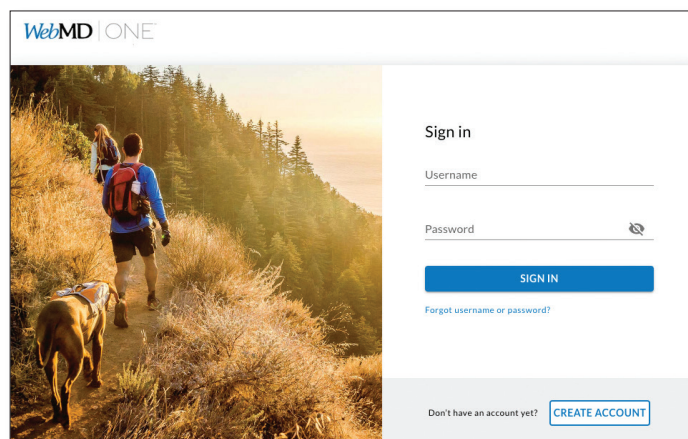 WebMD ONE
Sign in
Username
Password
SIGN IN
Forgot username or password?
Don't have an account yet? CREATE ACCOUNT